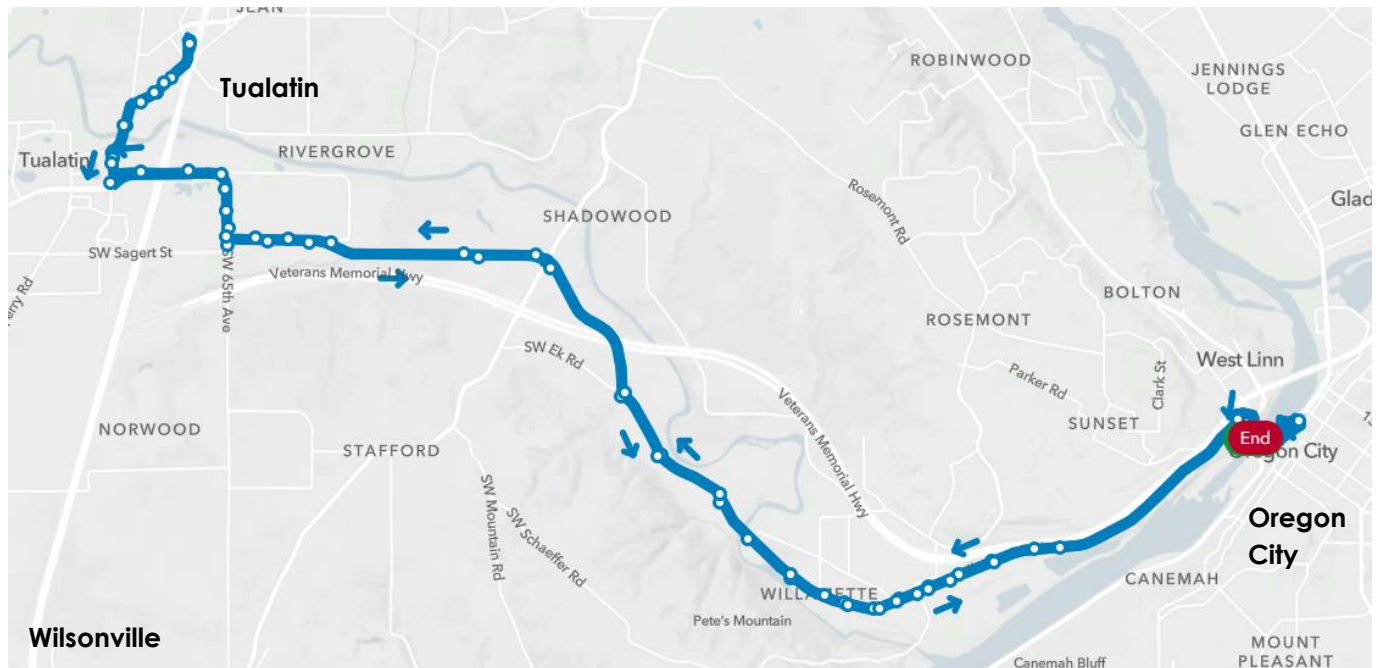 JEAN
Tualatin
ROBINWOOD
JENNINGS
LODGE
GLEN ECHO
Tualatin
RIVERGROVE
Rosemont Rd
SHADOWOOD
SW Sagert St
Veterans Memorial Hwy
SW 65th Ave
BOLTON
ROSEMONT
SW Ek Rd
West Linn
Parker Rd
Clark St
SUNSET
NORWOOD
STAFFORD
Veterans Memorial Hwy
End
Oregon City
SW Mountain Rd
SW Schaeffer Rd
Oregon
City
WILLAMETTE
CANEMAH
Pete's Mountain
Wilsonville
MOUNT
PLEASANT
Canemah Bluff